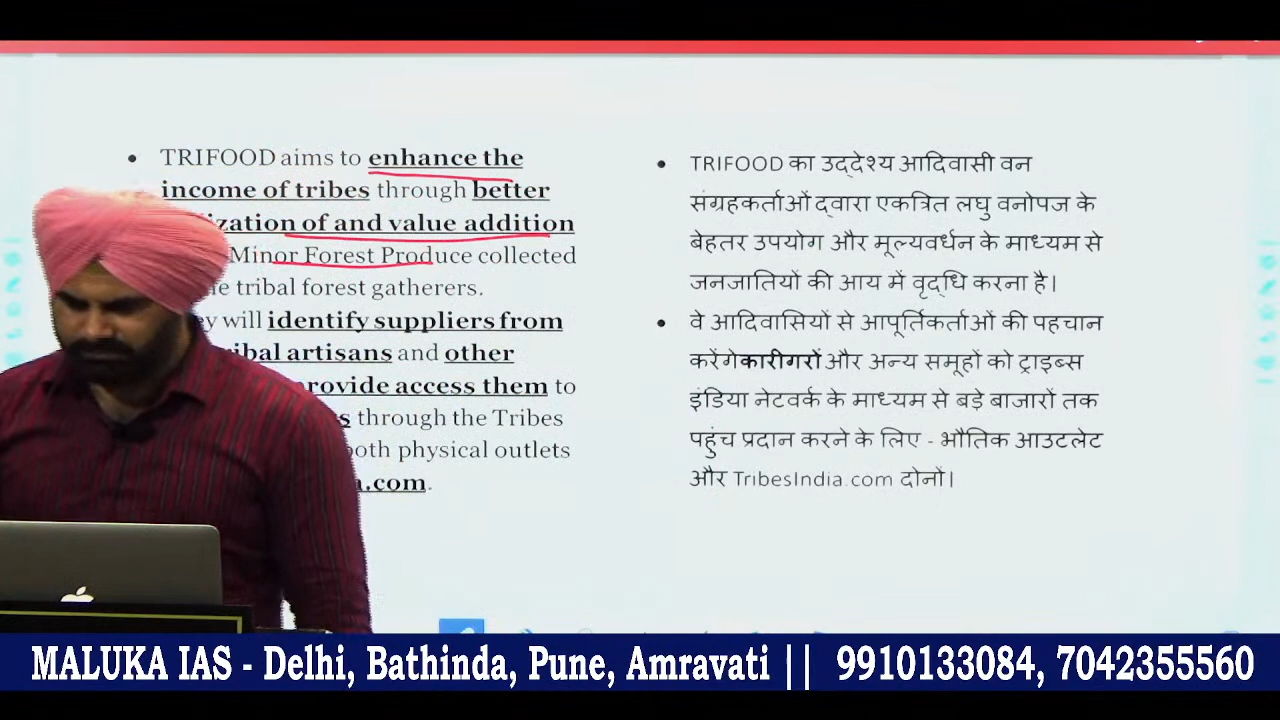 TRIFOOD aims to enhance the
income of tribes through better
ization of and value addition
Minor Forest Produce collected
tribal forest gatherers.
will identify suppliers from
ibal artisans and other
rovide access them to
through the Tribes
both physical outlets
.com.
TRIFOOD का उद्देश्य आदिवासी वन
संग्रहकर्ताओं द्वारा एकत्रित लघु वनोपज के
बेहतर उपयोग और मूल्यवर्धन के माध्यम से
जनजातियों की आय में वृद्धि करना है।
वे आदिवासियों से आपूर्तिकर्ताओं की पहचान
करेंगेकारीगरों और अन्य समूहों को ट्राइब्स
इंडिया नेटवर्क के माध्यम से बड़े बाजारों तक
पहुंच प्रदान करने के लिए - भौतिक आउटलेट
और TribesIndia.com दोनों।
MALUKA IAS - Delhi, Bathinda, Pune, Amravati || 9910133084, 7042355560